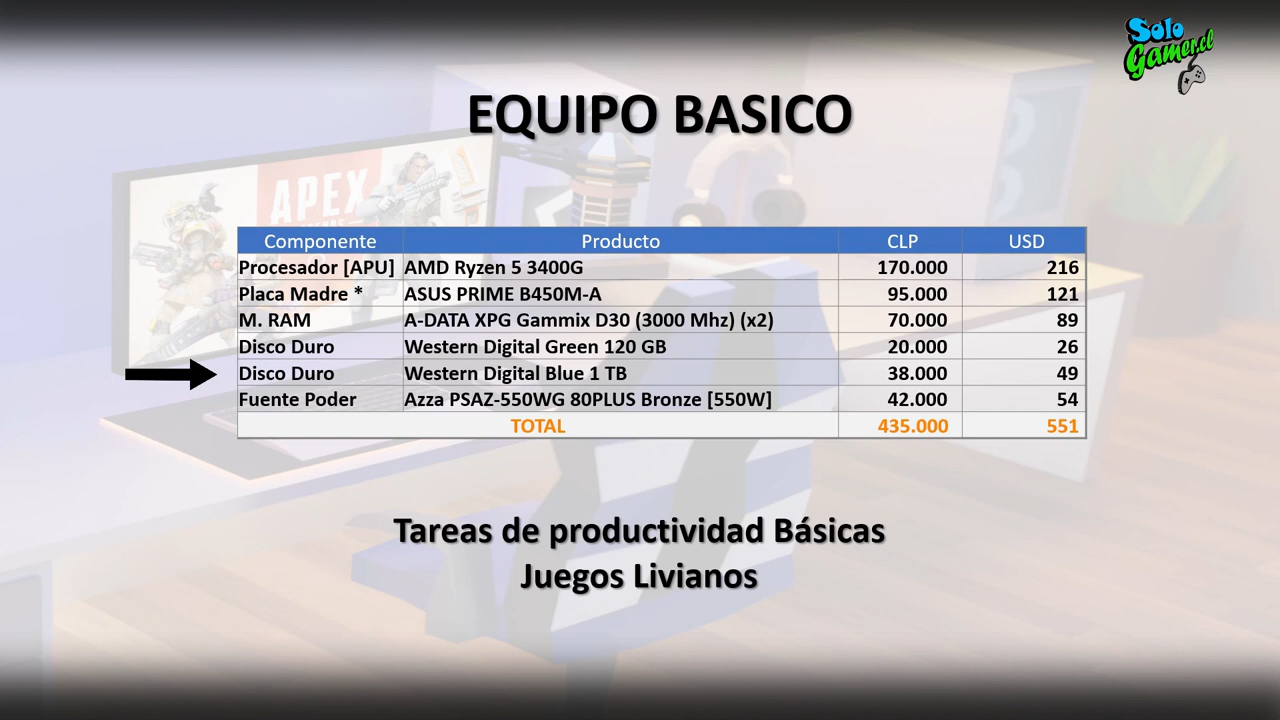 Solo
Gamer.cl
EQUIPO BASICO
APEX
Componente Producto CLP USD
Procesador [APU] AMD Ryzen 5 3400G 170.000 216
Placa Madre * ASUS PRIME B450M-A 95.000 121
M. RAM A-DATA XPG Gammix D30 (3000 Mhz) (x2) 70.000 89
Disco Duro Western Digital Green 120 GB 20.000 26
Disco Duro Western Digital Blue 1 TB 38.000 49
Fuente Poder Azza PSAZ-550WG 80PLUS Bronze [550W] 42.000 54
TOTAL 435.000 551
Tareas de productividad Básicas
Juegos Livianos